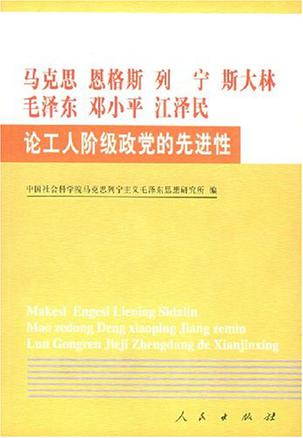 马克思 恩格斯 列 宁 斯大林
毛泽东 邓小平 江泽民
论工人阶级政党的先进性
中国社会科学院马克思列宁主义毛泽东思想研究所 编
Makesi Engesi Liening Sidalin
Mao zedong Deng xiaoping Jiang zemin
Lun Gongren Jieji Zhengdang de Xianjinxing
人民出版社